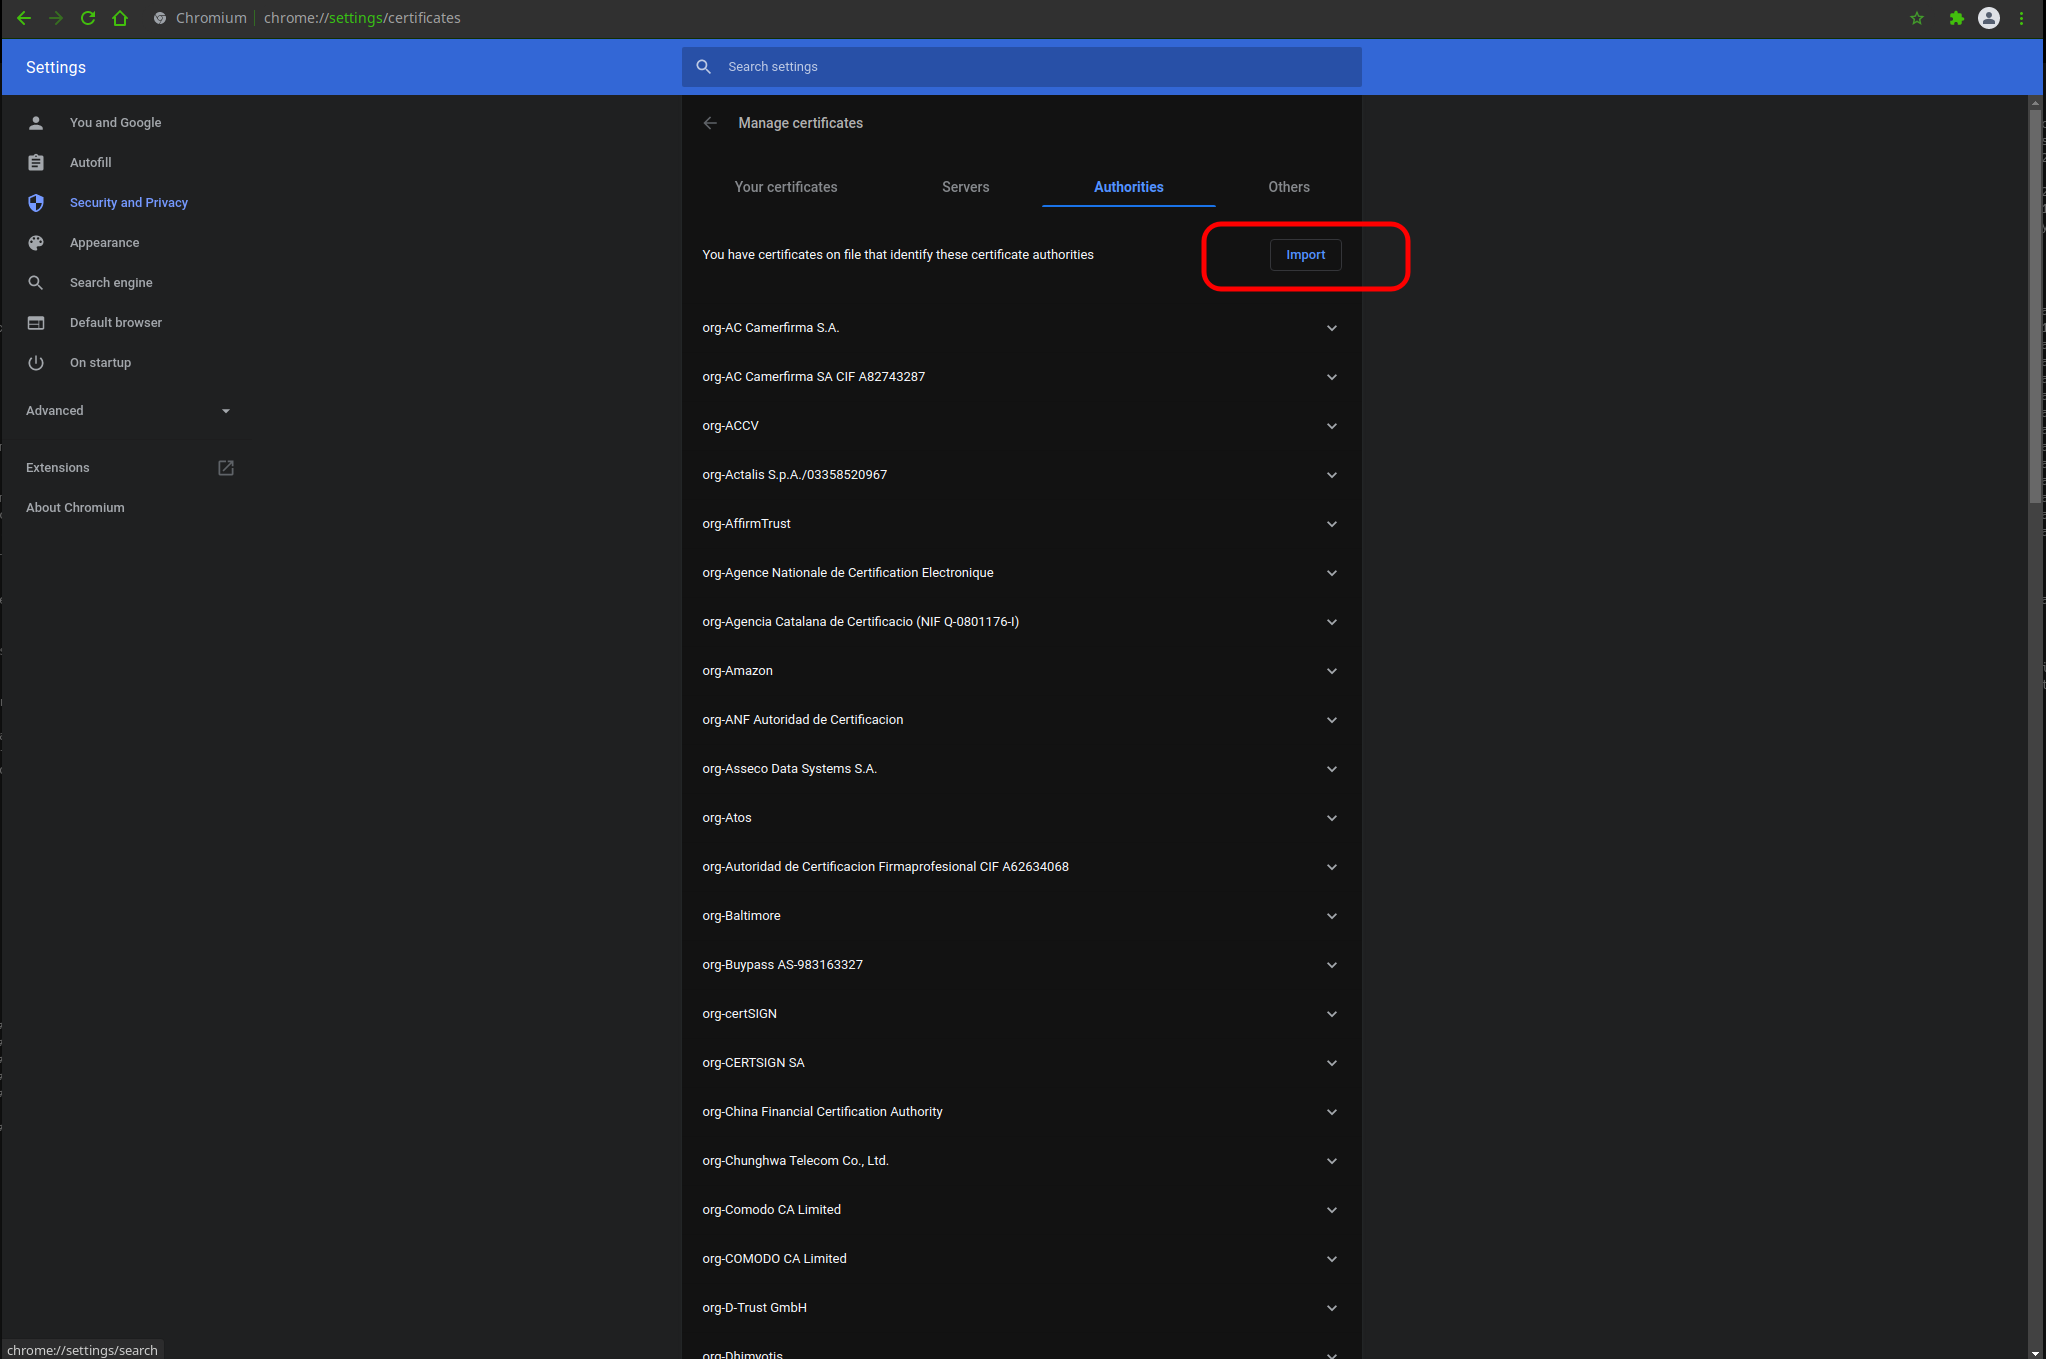 Chromium chrome://settings/certificates
Settings
Search settings
You and Google
Autofill
Security and Privacy
Appearance
Search engine
Default browser
On startup
Advanced
Extensions
About Chromium
Manage certificates
Your certificates Servers Authorities Others
You have certificates on file that identify these certificate authorities Import
org-AC Camerfirma S.A.
org-AC Camerfirma SA CIF A82743287
org-ACCV
org-Actalis S.p.A./03358520967
org-AffirmTrust
org-Agence Nationale de Certification Electronique
org-Agencia Catalana de Certificacio (NIF Q-0801176-I)
org-Amazon
org-ANF Autoridad de Certificacion
org-Asseco Data Systems S.A.
org-Atos
org-Autoridad de Certificacion Firmaprofesional CIF A62634068
org-Baltimore
org-Buypass AS-983163327
org-certSIGN
org-CERTSIGN SA
org-China Financial Certification Authority
org-Chunghwa Telecom Co., Ltd.
org-Comodo CA Limited
org-COMODO CA Limited
org-D-Trust GmbH
org-Dhimyotis
chrome://settings/search